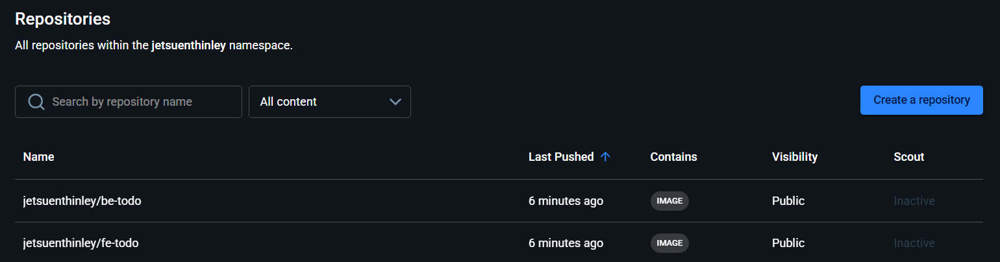 Repositories
All repositories within the jetsuenthinley namespace.
Search by repository name
All content
Create a repository
Name Last Pushed Contains Visibility Scout
jetsuenthinley/be-todo 6 minutes ago IMAGE Public Inactive
jetsuenthinley/fe-todo 6 minutes ago IMAGE Public Inactive